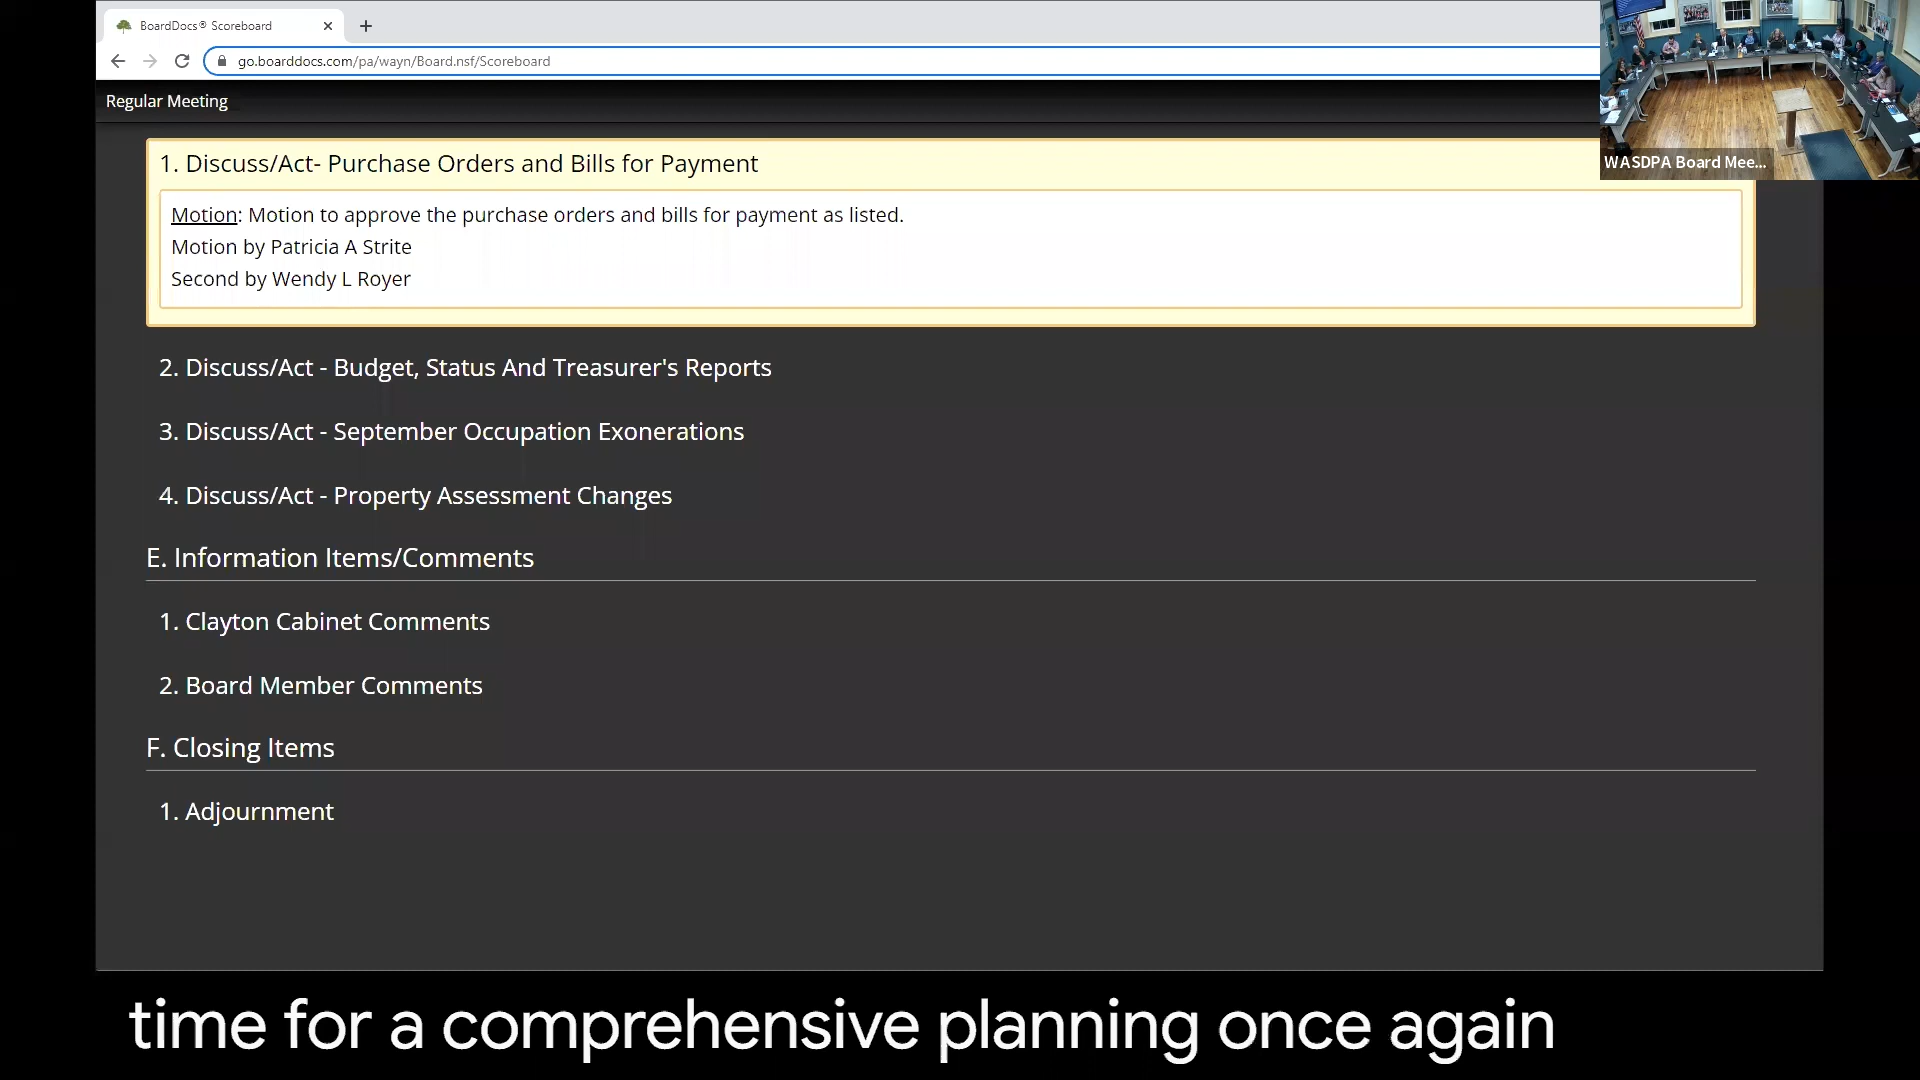 BoardDocs® Scoreboard
go.boarddocs.com/pa/wayn/Board.nsf/Scoreboard
Regular Meeting
WASDPA Board Mee...
1. Discuss/Act- Purchase Orders and Bills for Payment
Motion: Motion to approve the purchase orders and bills for payment as listed.
Motion by Patricia A Strite
Second by Wendy L Royer
2. Discuss/Act - Budget, Status And Treasurer's Reports
3. Discuss/Act - September Occupation Exonerations
4. Discuss/Act - Property Assessment Changes
E. Information Items/Comments
1. Clayton Cabinet Comments
2. Board Member Comments
F. Closing Items
1. Adjournment
time for a comprehensive planning once again